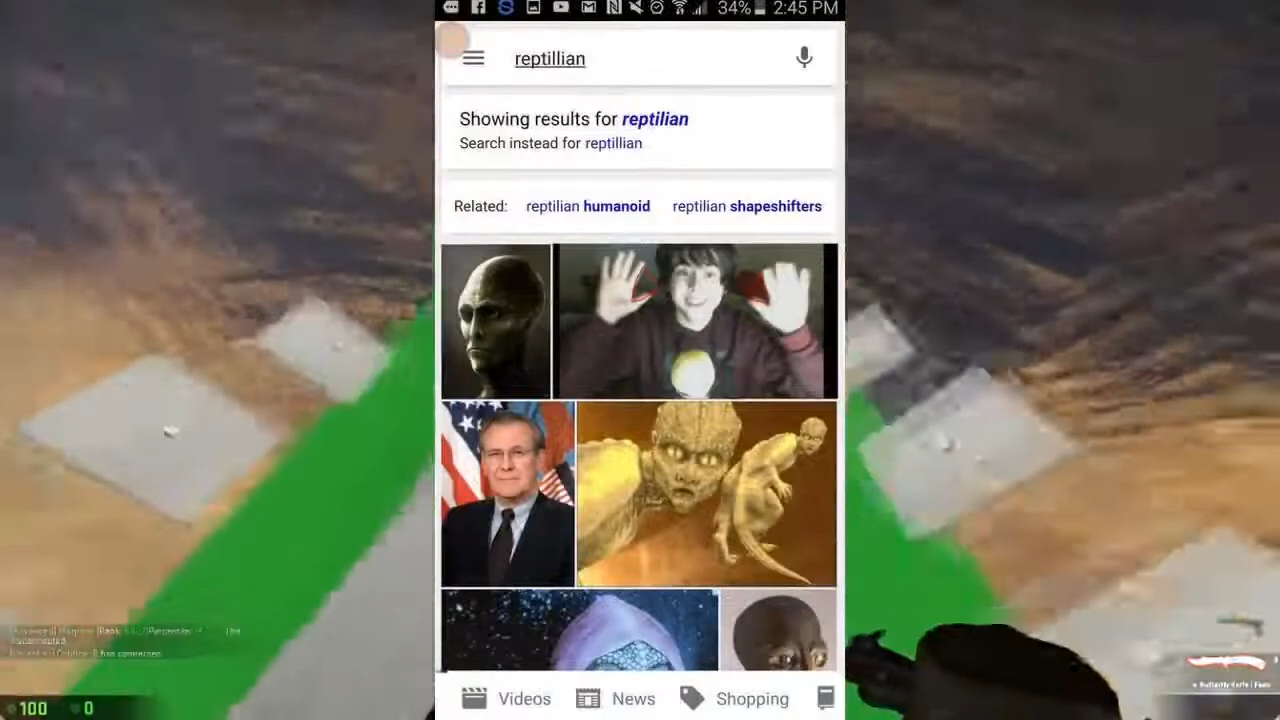 34% 2:45 PM
reptillian
Showing results for reptilian
Search instead for reptillian
Related: reptilian humanoid reptilian shapeshifters
Videos News Shopping
100 0